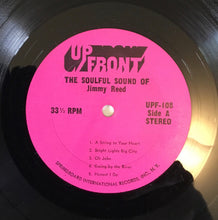 UP
FRONT
THE SOULFUL SOUND OF
Jimmy Reed
33⅓ RPM
UPF-108
Side A
STEREO
1. A String to Your Heart
2. Bright Lights Big City
3. Oh John
4. Going by the River
5. Honest I Do
SPRINGBOARD INTERNATIONAL RECORDS, INC., N. Y.